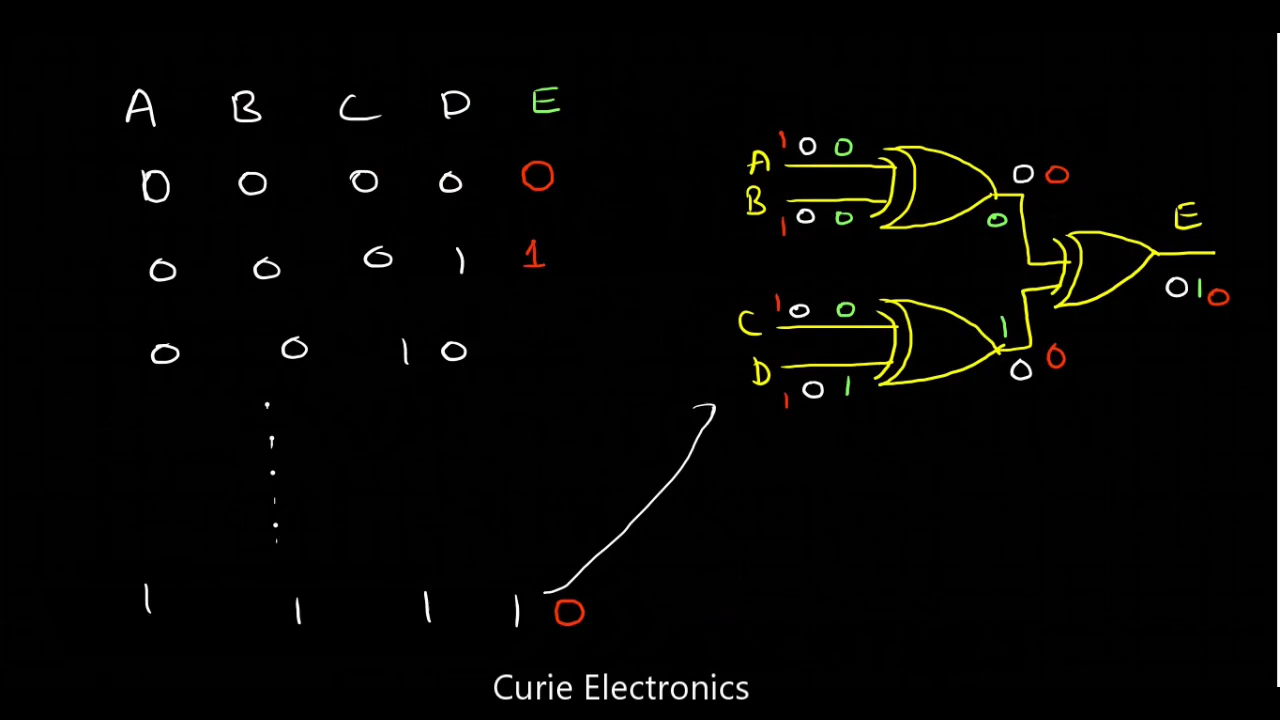 A B C D E
0 0 0 0 0
0 0 0 1 1
0 0 1 0
1 1 1 1 0
1 0 0
A
B
1 0 0
0 0
0
1 0 0
C
D
1 0 1
1
0 0
E
0 1 0
Curie Electronics